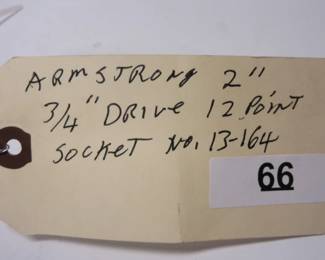 ARMSTRONG 2"
3/4" DRIVE 12 POINT
SOCKET NO. 13-164
66